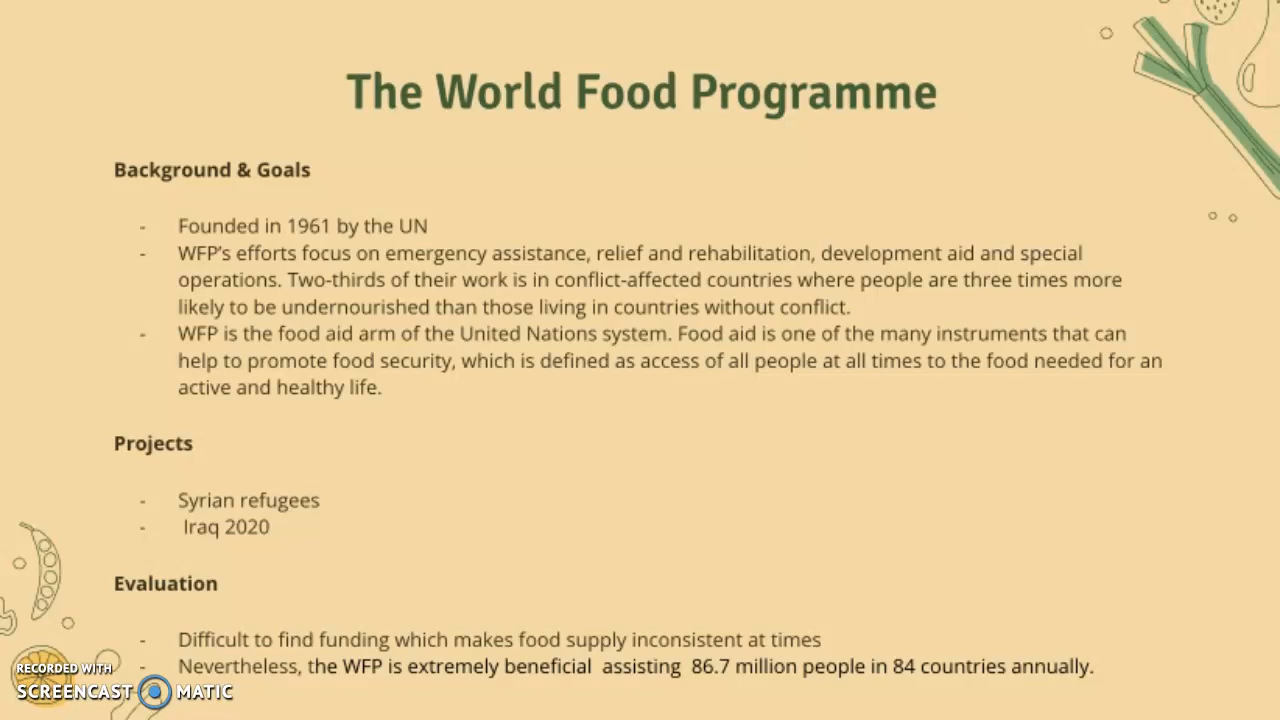 The World Food Programme
Background & Goals
- Founded in 1961 by the UN
- WFP's efforts focus on emergency assistance, relief and rehabilitation, development aid and special
operations. Two-thirds of their work is in conflict-affected countries where people are three times more
likely to be undernourished than those living in countries without conflict.
- WFP is the food aid arm of the United Nations system. Food aid is one of the many instruments that can
help to promote food security, which is defined as access of all people at all times to the food needed for an
active and healthy life.
Projects
- Syrian refugees
- Iraq 2020
Evaluation
- Difficult to find funding which makes food supply inconsistent at times
- Nevertheless, the WFP is extremely beneficial assisting 86.7 million people in 84 countries annually.
RECORDED WITH
SCREENCAST MATIC